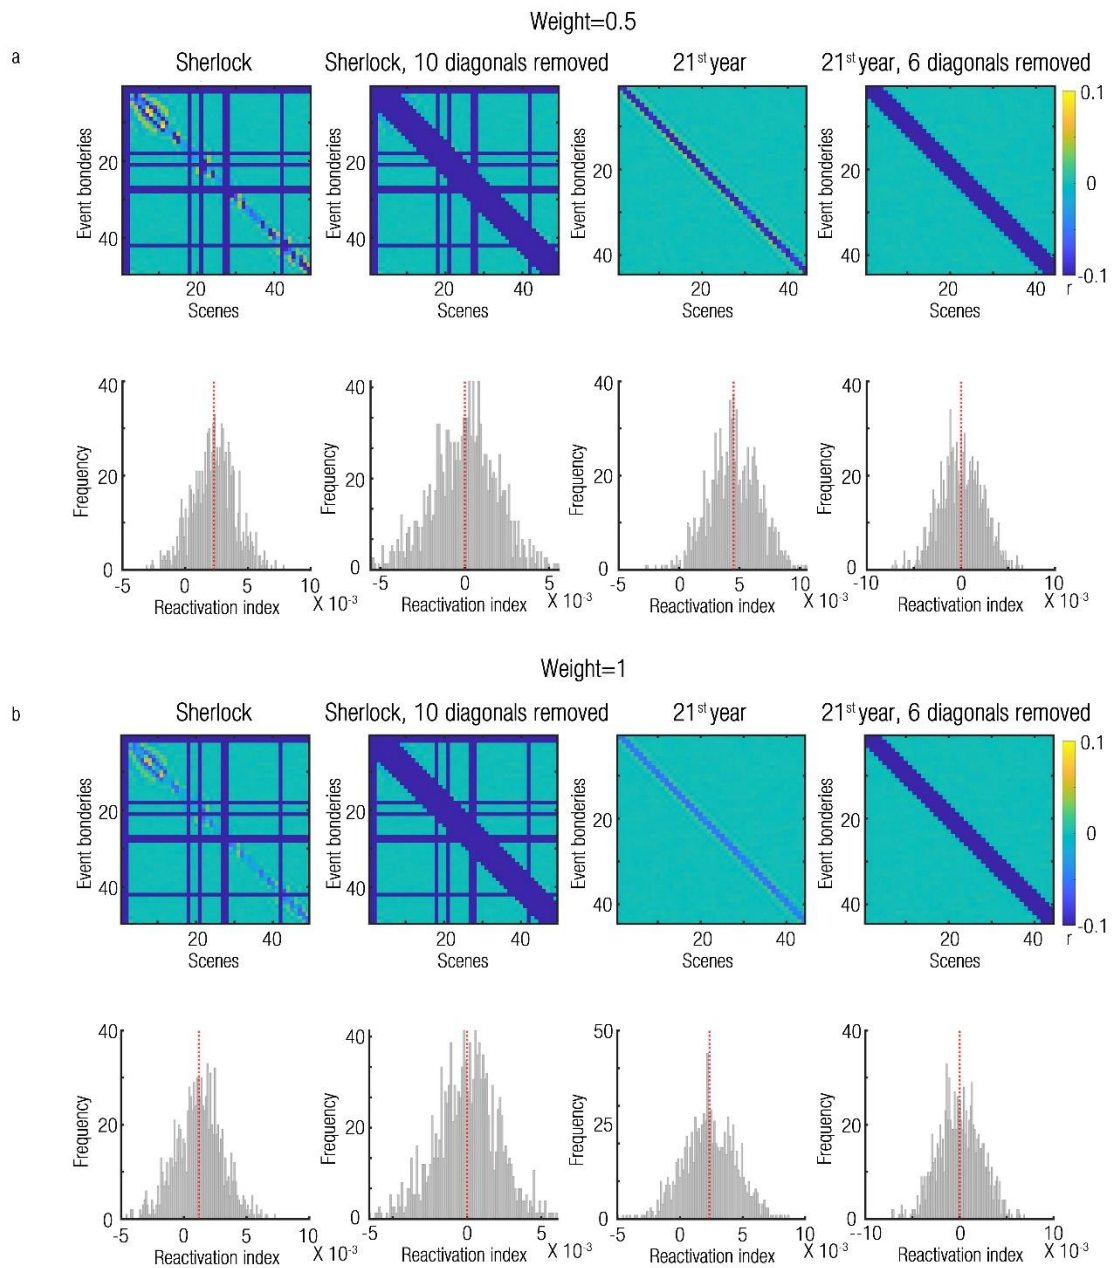 Weight=0.5
a
Sherlock
Sherlock, 10 diagonals removed
21st year
21st year, 6 diagonals removed
Event bonderies
20
40
20 40
Scenes
Event bonderies
20
40
20 40
Scenes
Event bonderies
20
40
20 40
Scenes
Event bonderies
20
40
20 40
Scenes
0.1
0
-0.1
r
Frequency
40
20
0
-5 0 5 10
Reactivation index X 10-3
Frequency
40
20
0
-5 0 5
Reactivation index X 10-3
Frequency
40
20
0
-5 0 5 10
Reactivation index X 10-3
Frequency
40
20
0
-10 0 10
Reactivation index X 10-3
Weight=1
b
Sherlock
Sherlock, 10 diagonals removed
21st year
21st year, 6 diagonals removed
Event bonderies
20
40
20 40
Scenes
Event bonderies
20
40
20 40
Scenes
Event bonderies
20
40
20 40
Scenes
Event bonderies
20
40
20 40
Scenes
0.1
0
-0.1
r
Frequency
40
20
0
-5 0 5 10
Reactivation index X 10-3
Frequency
40
20
0
-5 0 5
Reactivation index X 10-3
Frequency
50
25
0
-5 0 5 10
Reactivation index X 10-3
Frequency
40
20
0
--10 0 10
Reactivation index X 10-3